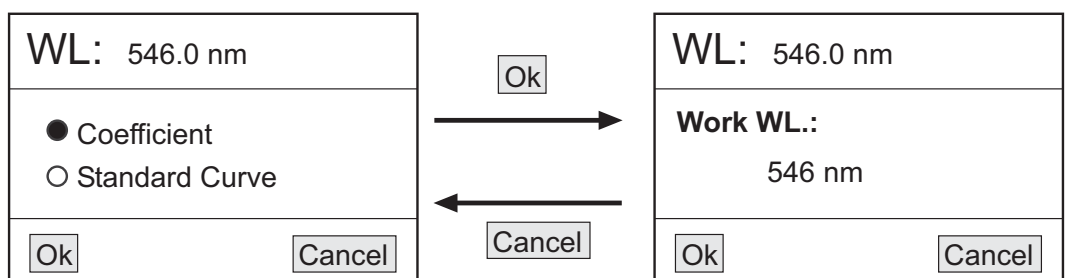 WL: 546.0 nm
Coefficient
Standard Curve
Ok Cancel
Ok
Cancel
WL: 546.0 nm
Work WL.:
546 nm
Ok Cancel